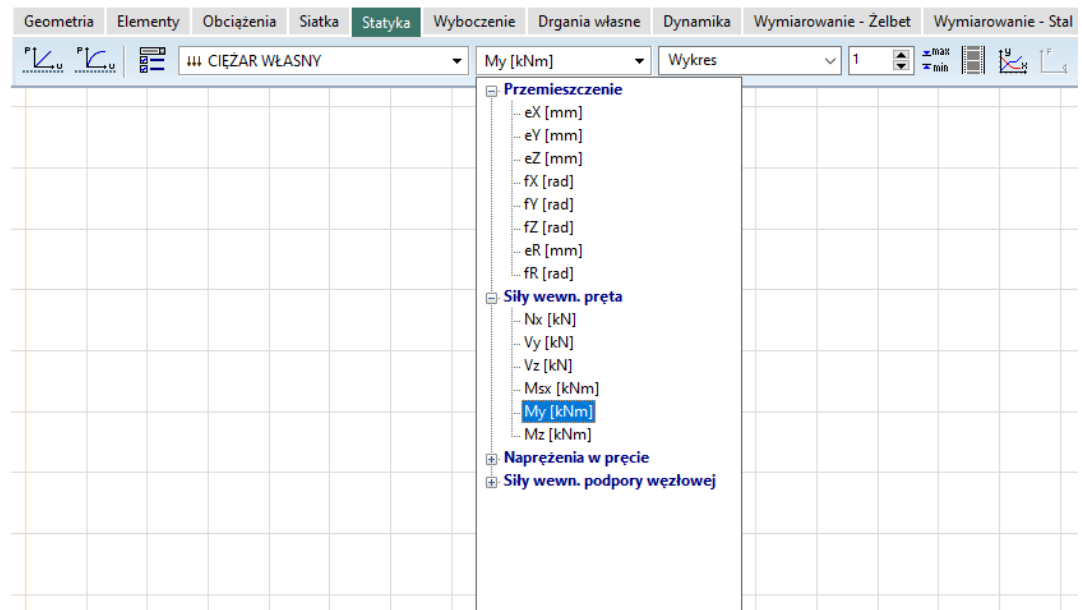 Geometria Elementy Obciążenia Siatka Statyka Wyboczenie Drgania własne Dynamika Wymiarowanie - Żelbet Wymiarowanie - Stal
P u P u CIĘŻAR WŁASNY My [kNm] Wykres 1 max min y x F
Przemieszczenie
eX [mm]
eY [mm]
eZ [mm]
fX [rad]
fY [rad]
fZ [rad]
eR [mm]
fR [rad]
Siły wewn. pręta
Nx [kN]
Vy [kN]
Vz [kN]
Msx [kNm]
My [kNm]
Mz [kNm]
Naprężenia w pręcie
Siły wewn. podpory węzłowej